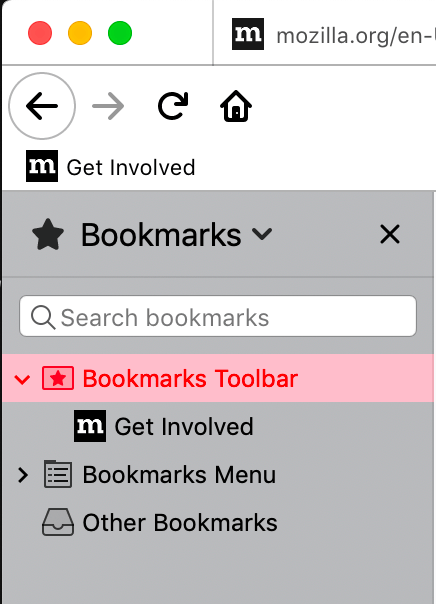 m mozilla.org/en-U
m Get Involved
Bookmarks
Search bookmarks
Bookmarks Toolbar
m Get Involved
Bookmarks Menu
Other Bookmarks